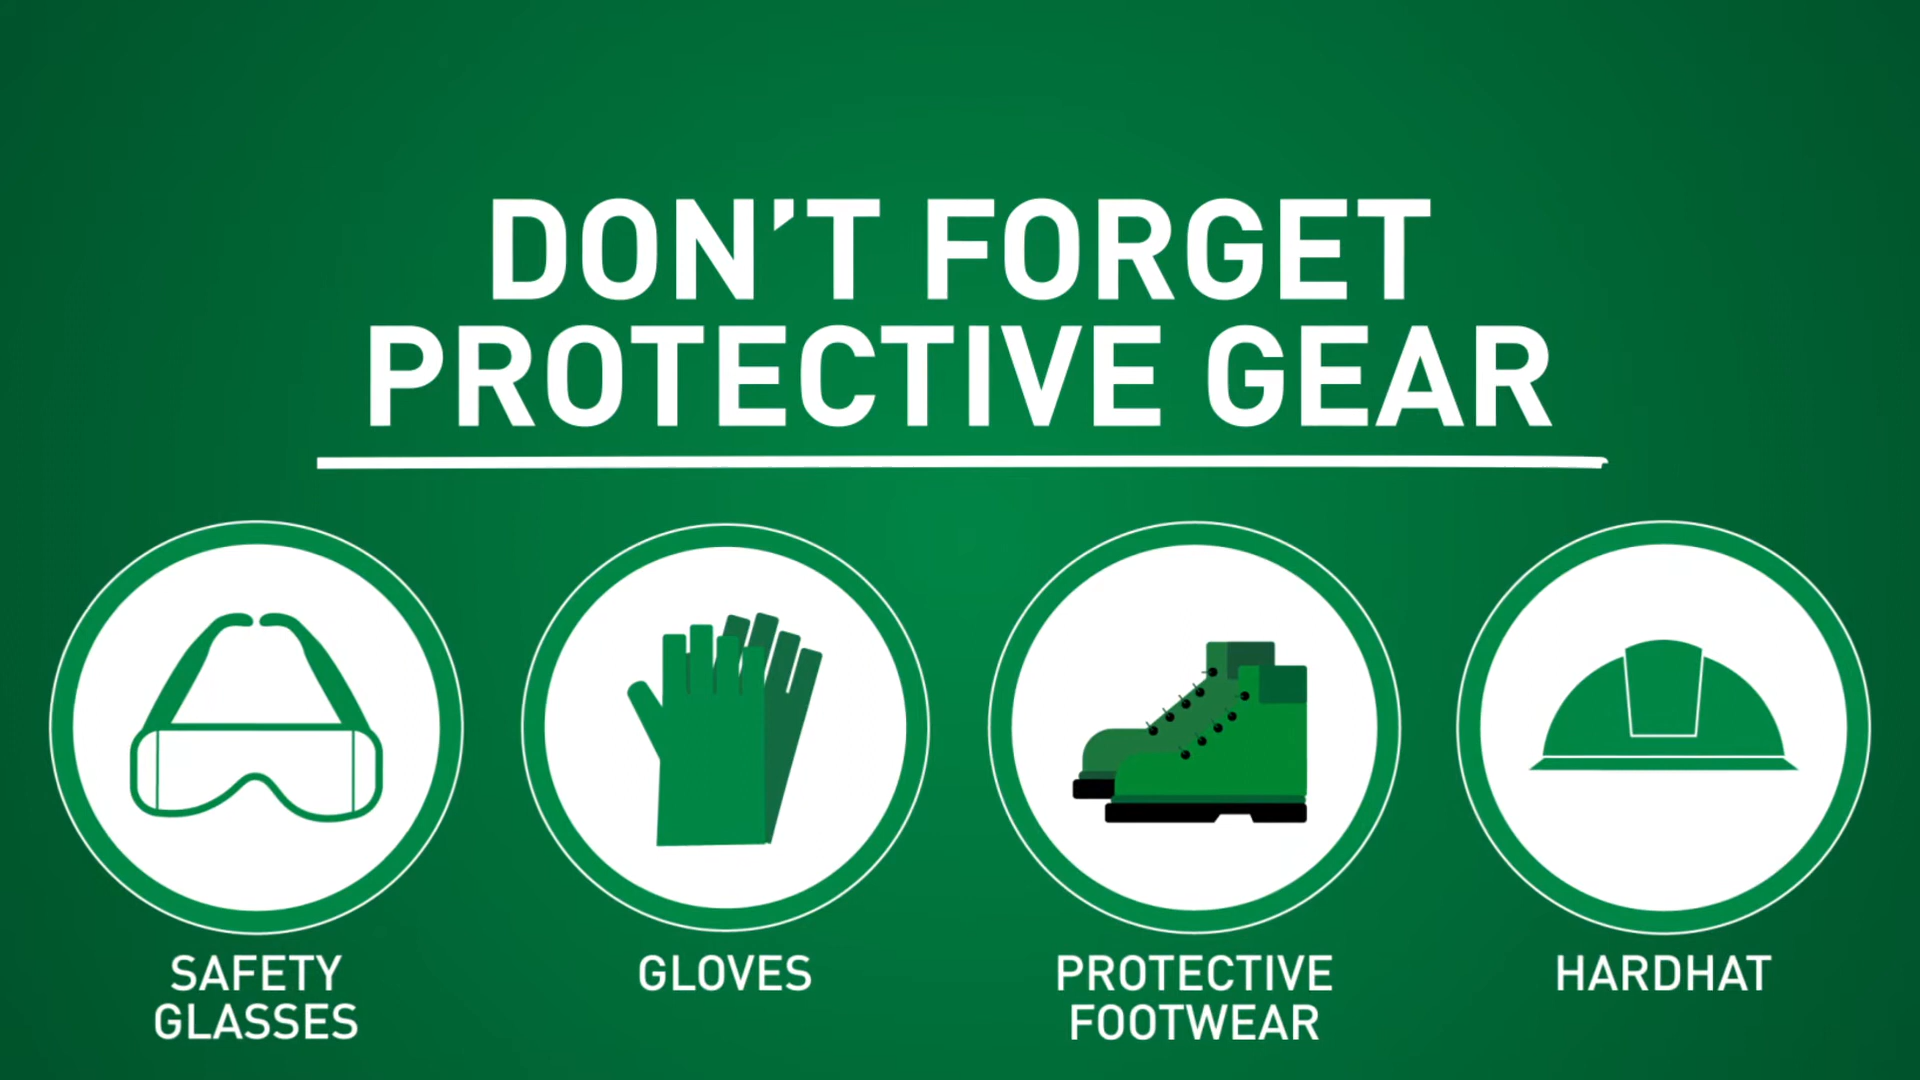 DON'T FORGET
PROTECTIVE GEAR
SAFETY
GLASSES
GLOVES
PROTECTIVE
FOOTWEAR
HARDHAT